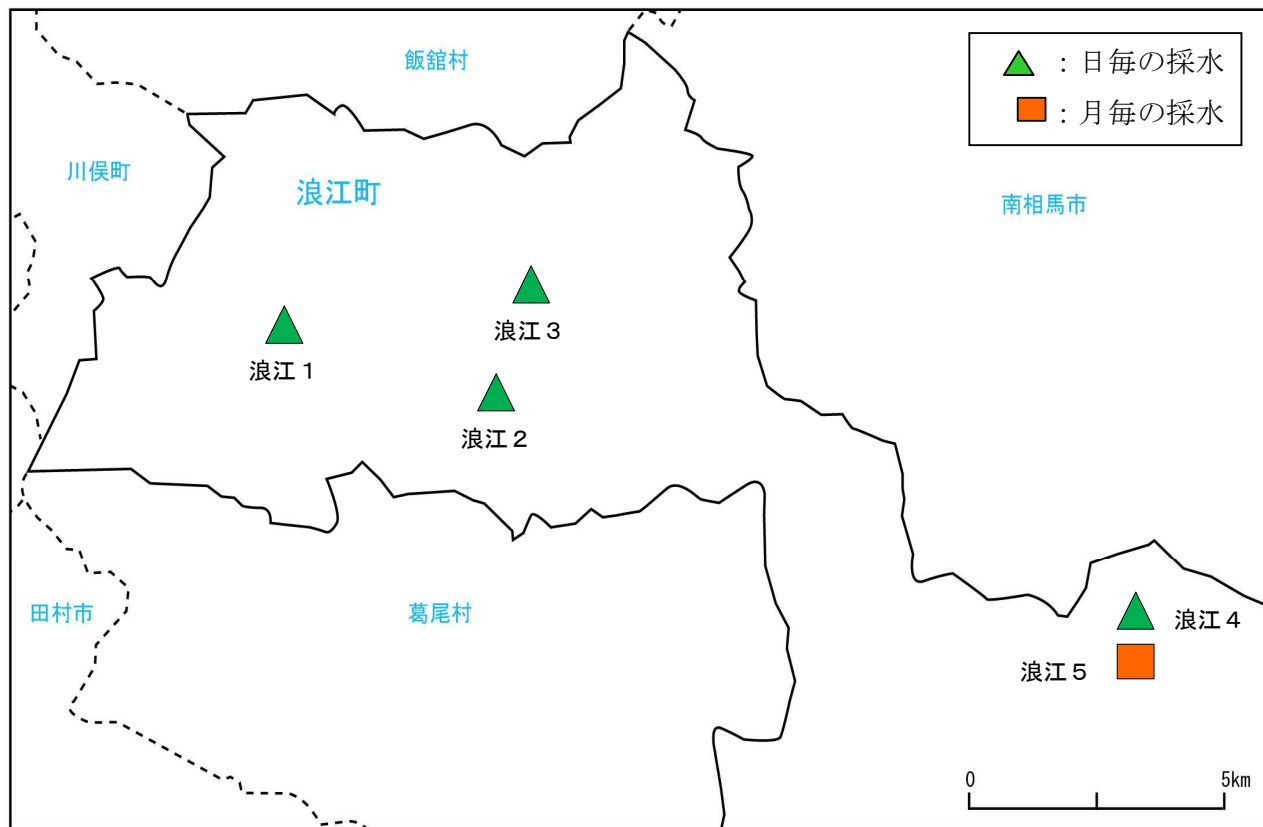 飯舘村
：日毎の採水
：月毎の採水
川俣町
浪江町
南相馬市
浪江３
浪江１
浪江２
田村市
葛尾村
浪江４
浪江５
0
5km